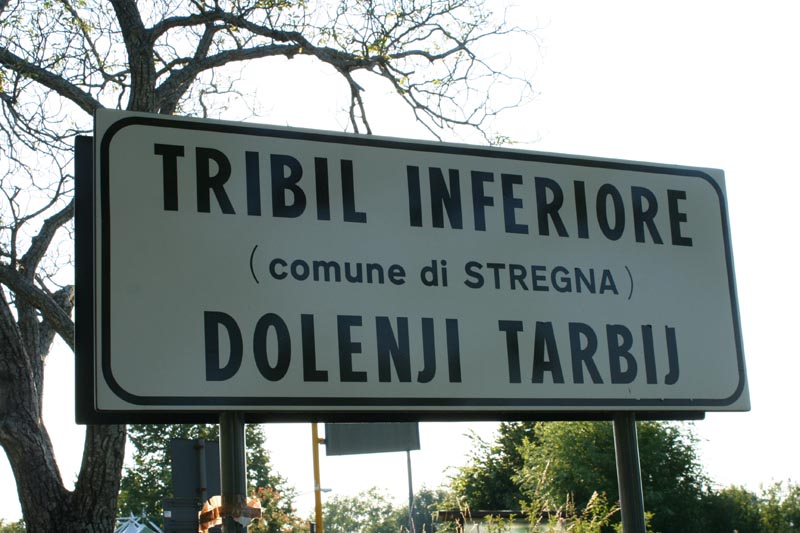 TRIBIL INFERIORE
(comune di STREGNA)
DOLENJI TARBIJ